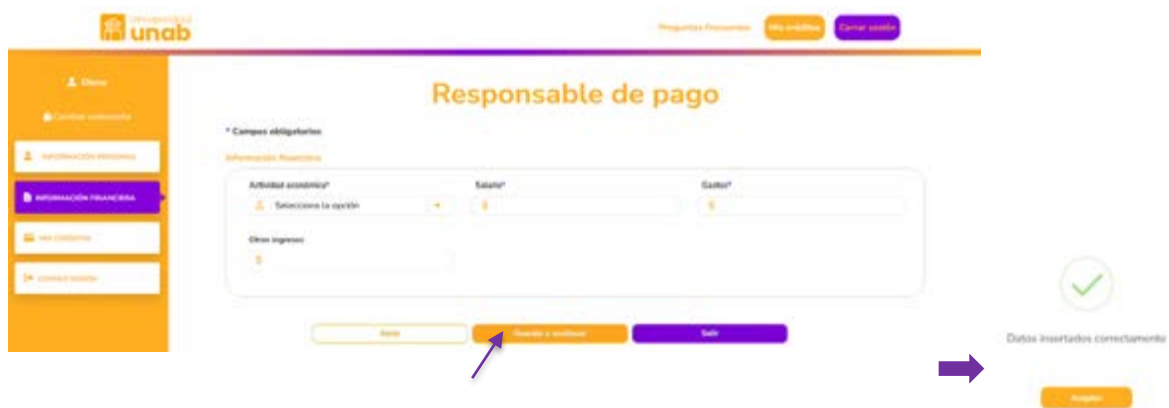 unab
Preguntas Frecuentes
Mis créditos
Cerrar sesión
Cambiar contraseña
Responsable de pago
* Campos obligatorios
INFORMACIÓN PERSONAL
Información financiera
Actividad económica*
Salario*
Gastos*
INFORMACIÓN FINANCIERA
Selecciona la opción
$
$
MIS CRÉDITOS
Otros ingresos
$
CERRAR SESIÓN
Guardar y continuar
Salir
Datos insertados correctamente
Aceptar